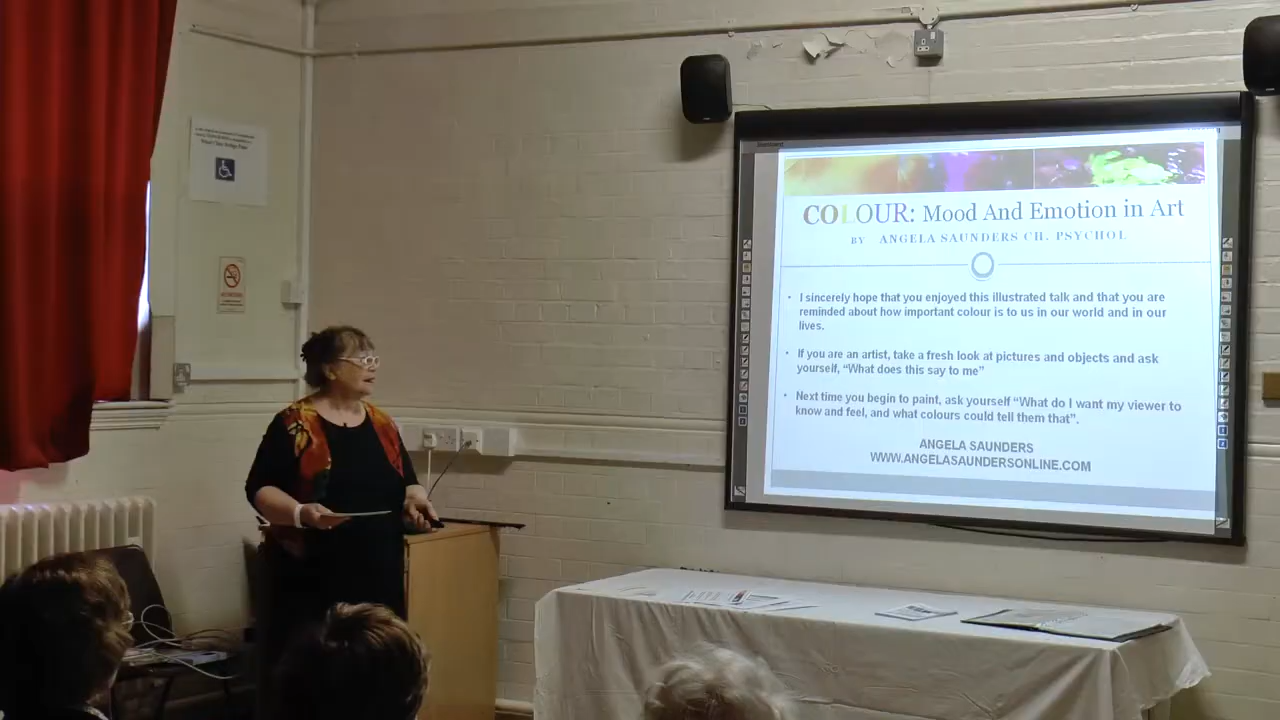 COLOUR: Mood And Emotion in Art
BY ANGELA SAUNDERS CH. PSYCHOL
• I sincerely hope that you enjoyed this illustrated talk and that you are
reminded about how important colour is to us in our world and in our
lives.
• If you are an artist, take a fresh look at pictures and objects and ask
yourself, “What does this say to me”
• Next time you begin to paint, ask yourself “What do I want my viewer to
know and feel, and what colours could tell them that”.
ANGELA SAUNDERS
WWW.ANGELASAUNDERSONLINE.COM